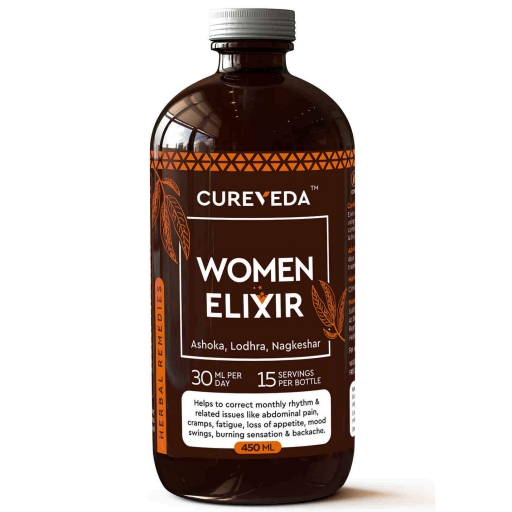 CUREVEDA™
WOMEN
ELIXIR
Ashoka, Lodhra, Nagkeshar
30 ML PER DAY
15 SERVINGS PER BOTTLE
Helps to correct monthly rhythm &
related issues like abdominal pain,
cramps, fatigue, loss of appetite, mood
swings, burning sensation & backache.
450 ML
HERBAL REMEDIES